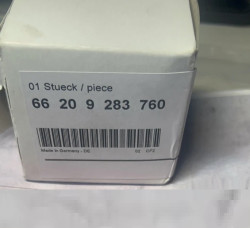 01 Stueck / piece
66 20 9 283 760
Made in Germany - DE